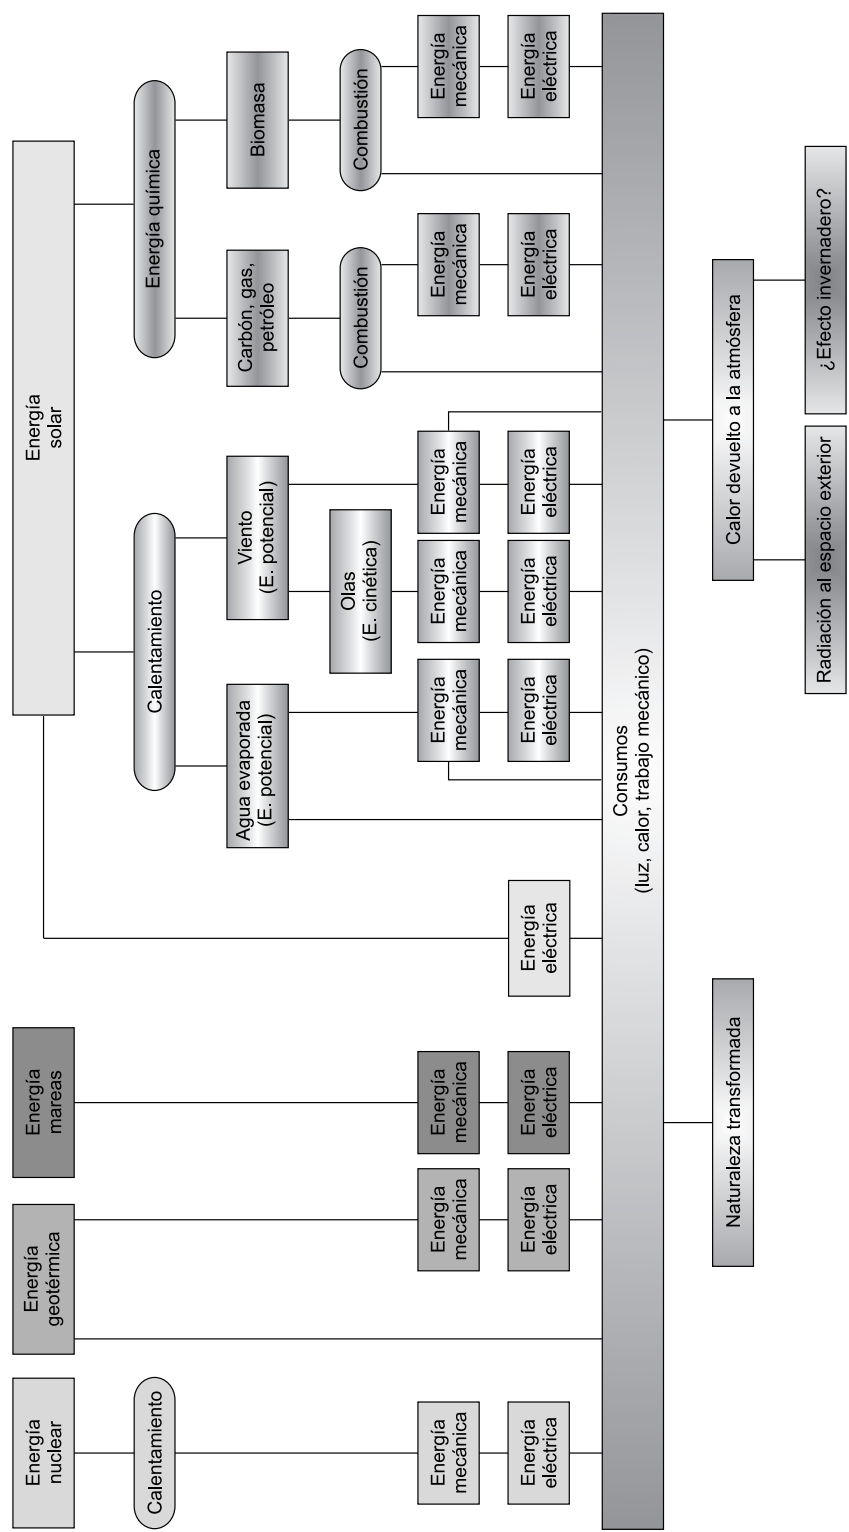 Energía
nuclear
Energía
geotérmica
Energía
mareas
Energía
solar
Calentamiento
Calentamiento
Energía química
Agua evaporada
(E. potencial)
Viento
(E. potencial)
Carbón, gas,
petróleo
Biomasa
Olas
(E. cinética)
Combustión
Combustión
Energía
mecánica
Energía
mecánica
Energía
mecánica
Energía
mecánica
Energía
mecánica
Energía
mecánica
Energía
mecánica
Energía
mecánica
Energía
eléctrica
Energía
eléctrica
Energía
eléctrica
Energía
eléctrica
Energía
eléctrica
Energía
eléctrica
Energía
eléctrica
Energía
eléctrica
Energía
eléctrica
Consumos
(luz, calor, trabajo mecánico)
Naturaleza transformada
Calor devuelto a la atmósfera
Radiación al espacio exterior
¿Efecto invernadero?